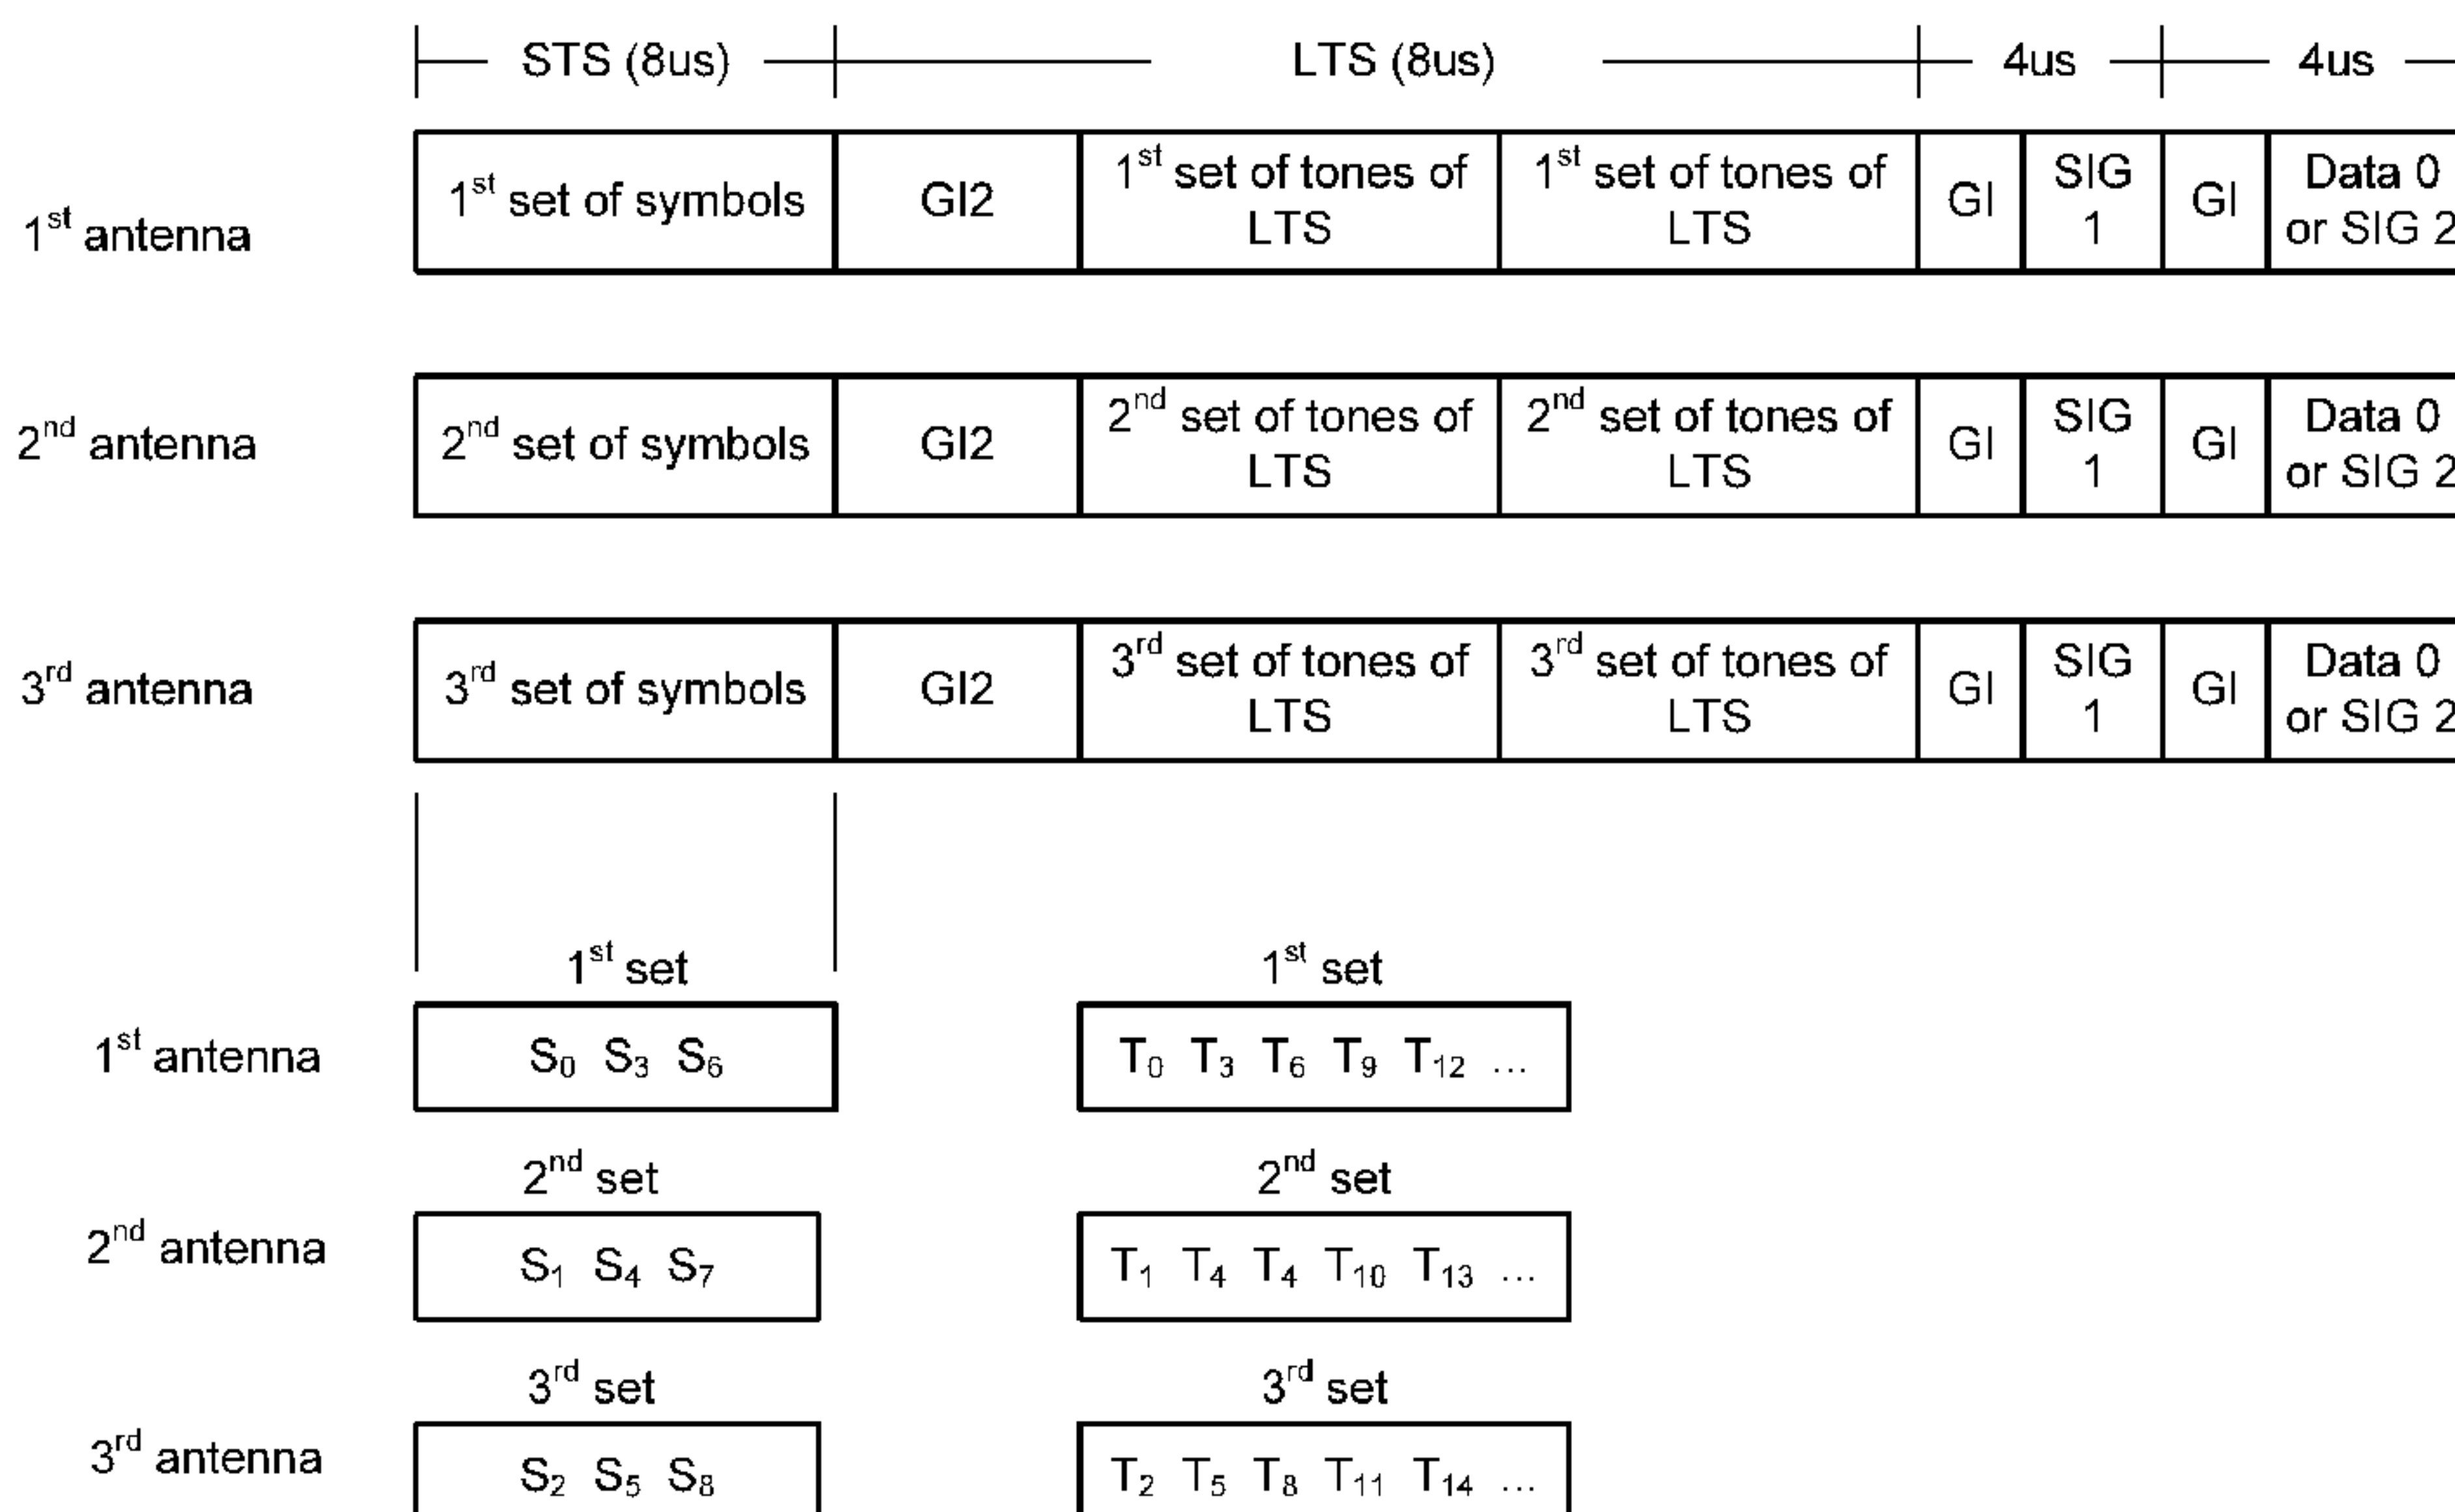 STS (8us) LTS (8us) 4us 4us
1st antenna 1st set of symbols GI2 1st set of tones of LTS 1st set of tones of LTS GI SIG 1 GI Data 0 or SIG 2
2nd antenna 2nd set of symbols GI2 2nd set of tones of LTS 2nd set of tones of LTS GI SIG 1 GI Data 0 or SIG 2
3rd antenna 3rd set of symbols GI2 3rd set of tones of LTS 3rd set of tones of LTS GI SIG 1 GI Data 0 or SIG 2
1st set 1st set
1st antenna S0 S3 S6 T0 T3 T6 T9 T12 ...
2nd set 2nd set
2nd antenna S1 S4 S7 T1 T4 T4 T10 T13 ...
3rd set 3rd set
3rd antenna S2 S5 S8 T2 T5 T8 T11 T14 ...